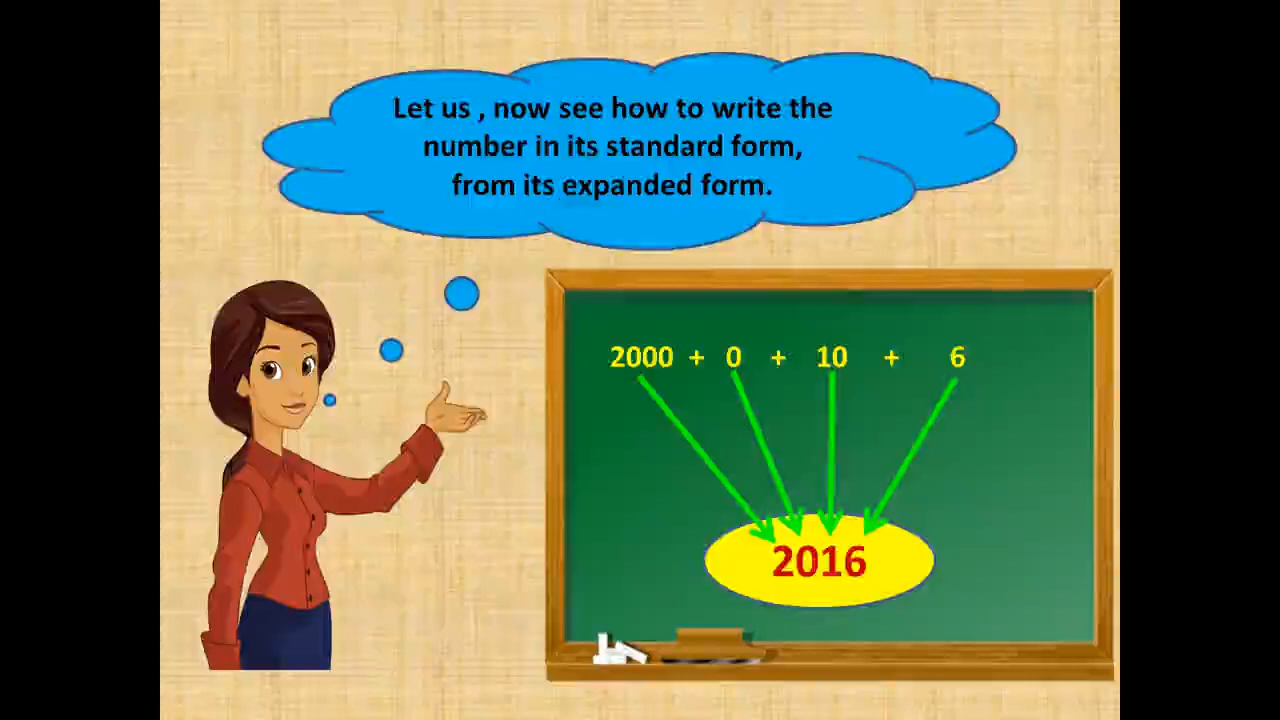 Let us , now see how to write the
number in its standard form,
from its expanded form.
2000 + 0 + 10 + 6
2016